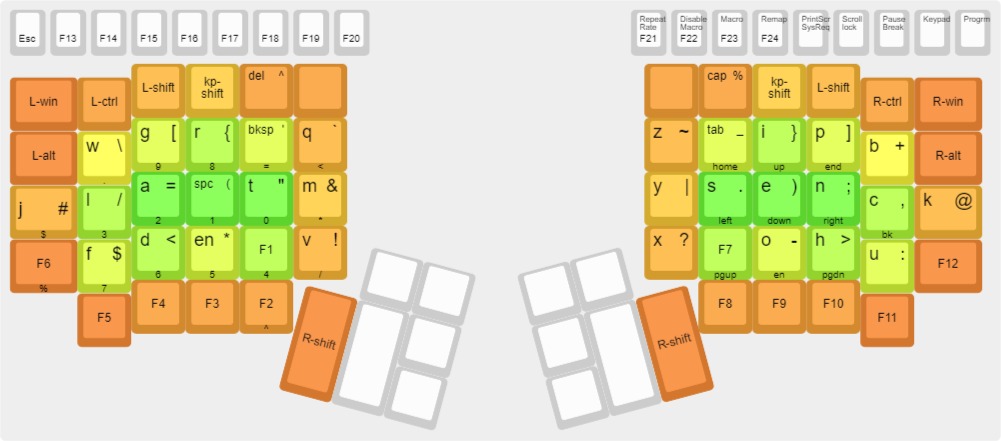 Esc F13 F14 F15 F16 F17 F18 F19 F20
Repeat Rate F21
Disable Macro F22
Macro F23
Remap F24
PrintScr SysReq
Scroll lock
Pause Break
Keypad
Progrm
L-win L-ctrl L-shift kp-shift del ^
L-alt w \ . g [ 9 r { 8 bksp ' = q ` <
j # $ l / 3 a = 2 spc ( 1 t " 0 m & *
F6 % f $ 7 d < 6 en * 5 F1 4 v ! /
F5 F4 F3 F2 ^
R-shift
cap % kp-shift L-shift R-ctrl R-win
z ~ tab _ home i } up p ] end b + R-alt
y | s . left e ) down n ; right c , bk k @
x ? F7 pgup o - en h > pgdn u : F12
F8 F9 F10 F11
R-shift